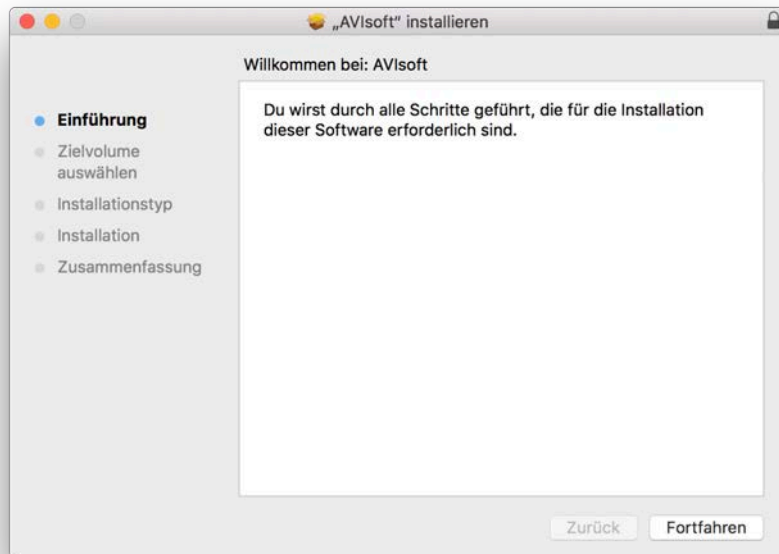 „AVIsoft“ installieren
Willkommen bei: AVIsoft
Einführung
Zielvolume
auswählen
Installationstyp
Installation
Zusammenfassung
Du wirst durch alle Schritte geführt, die für die Installation
dieser Software erforderlich sind.
Zurück
Fortfahren